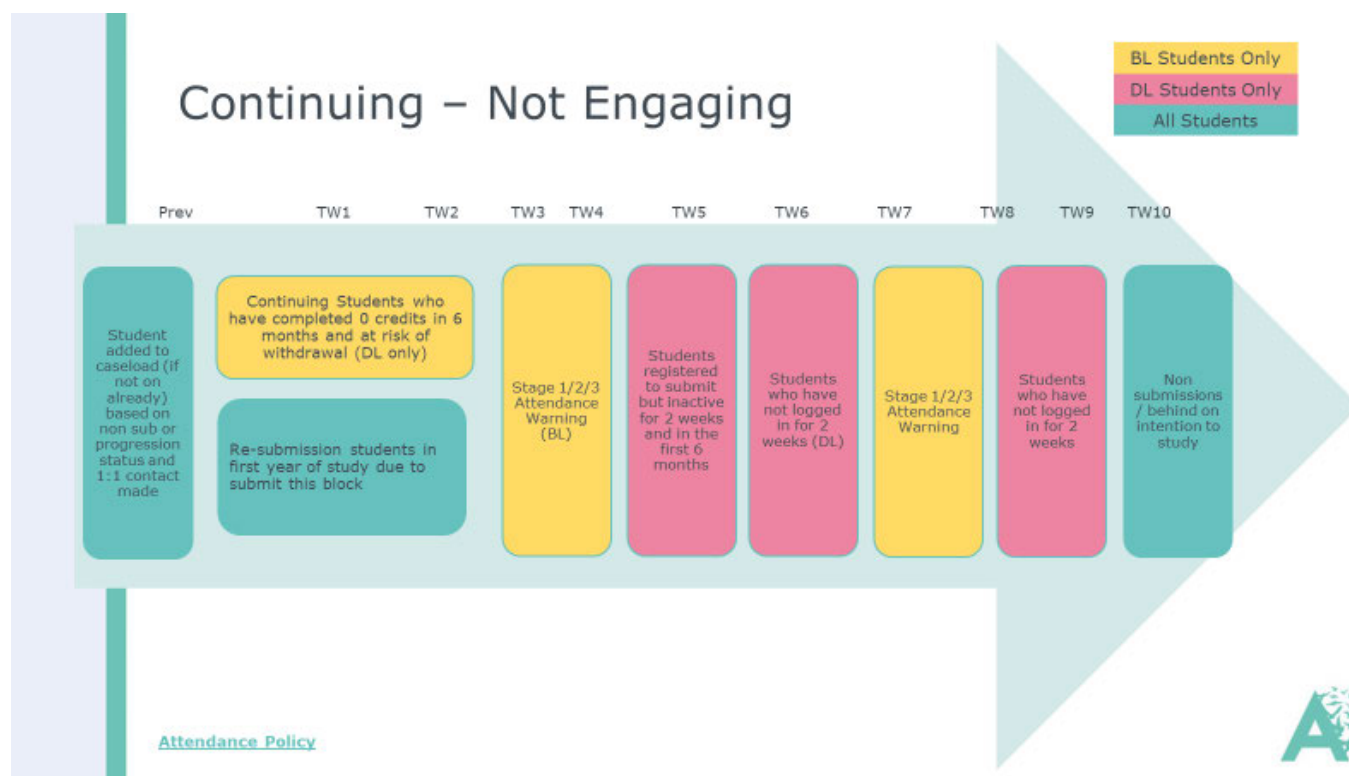 BL Students Only
DL Students Only
All Students
Continuing – Not Engaging
Prev TW1 TW2 TW3 TW4 TW5 TW6 TW7 TW8 TW9 TW10
Student
added to
caseload (if
not on
already)
based on
non sub or
progression
status and
1:1 contact
made
Continuing Students who
have completed 0 credits in 6
months and at risk of
withdrawal (DL only)
Re-submission students in
first year of study due to
submit this block
Stage 1/2/3
Attendance
Warning
(BL)
Students
registered
to submit
but inactive
for 2 weeks
and in the
first 6
months
Students
who have
not logged
in for 2
weeks (DL)
Stage 1/2/3
Attendance
Warning
Students
who have
not logged
in for 2
weeks
Non
submissions
/ behind on
intention to
study
Attendance Policy
A